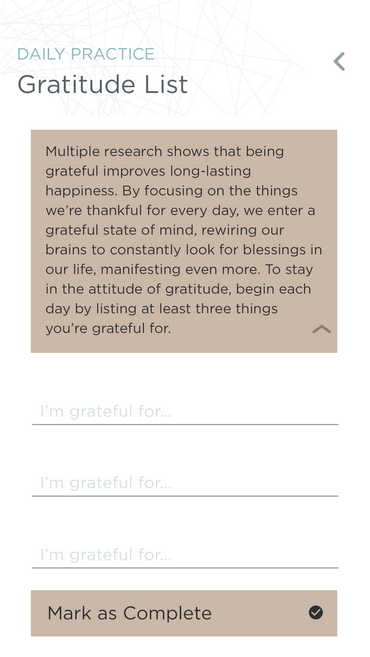 DAILY PRACTICE
Gratitude List
Multiple research shows that being
grateful improves long-lasting
happiness. By focusing on the things
we’re thankful for every day, we enter a
grateful state of mind, rewiring our
brains to constantly look for blessings in
our life, manifesting even more. To stay
in the attitude of gratitude, begin each
day by listing at least three things
you’re grateful for.
I’m grateful for...
I’m grateful for...
I’m grateful for...
Mark as Complete